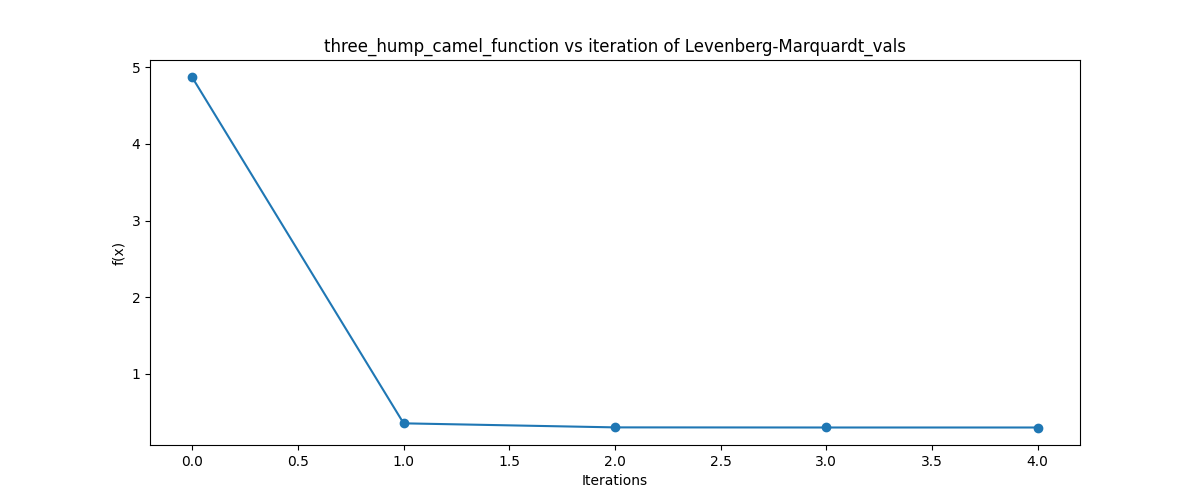 three_hump_camel_function vs iteration of Levenberg-Marquardt_vals
5
4
3
2
1
f(x)
0.0 0.5 1.0 1.5 2.0 2.5 3.0 3.5 4.0
Iterations